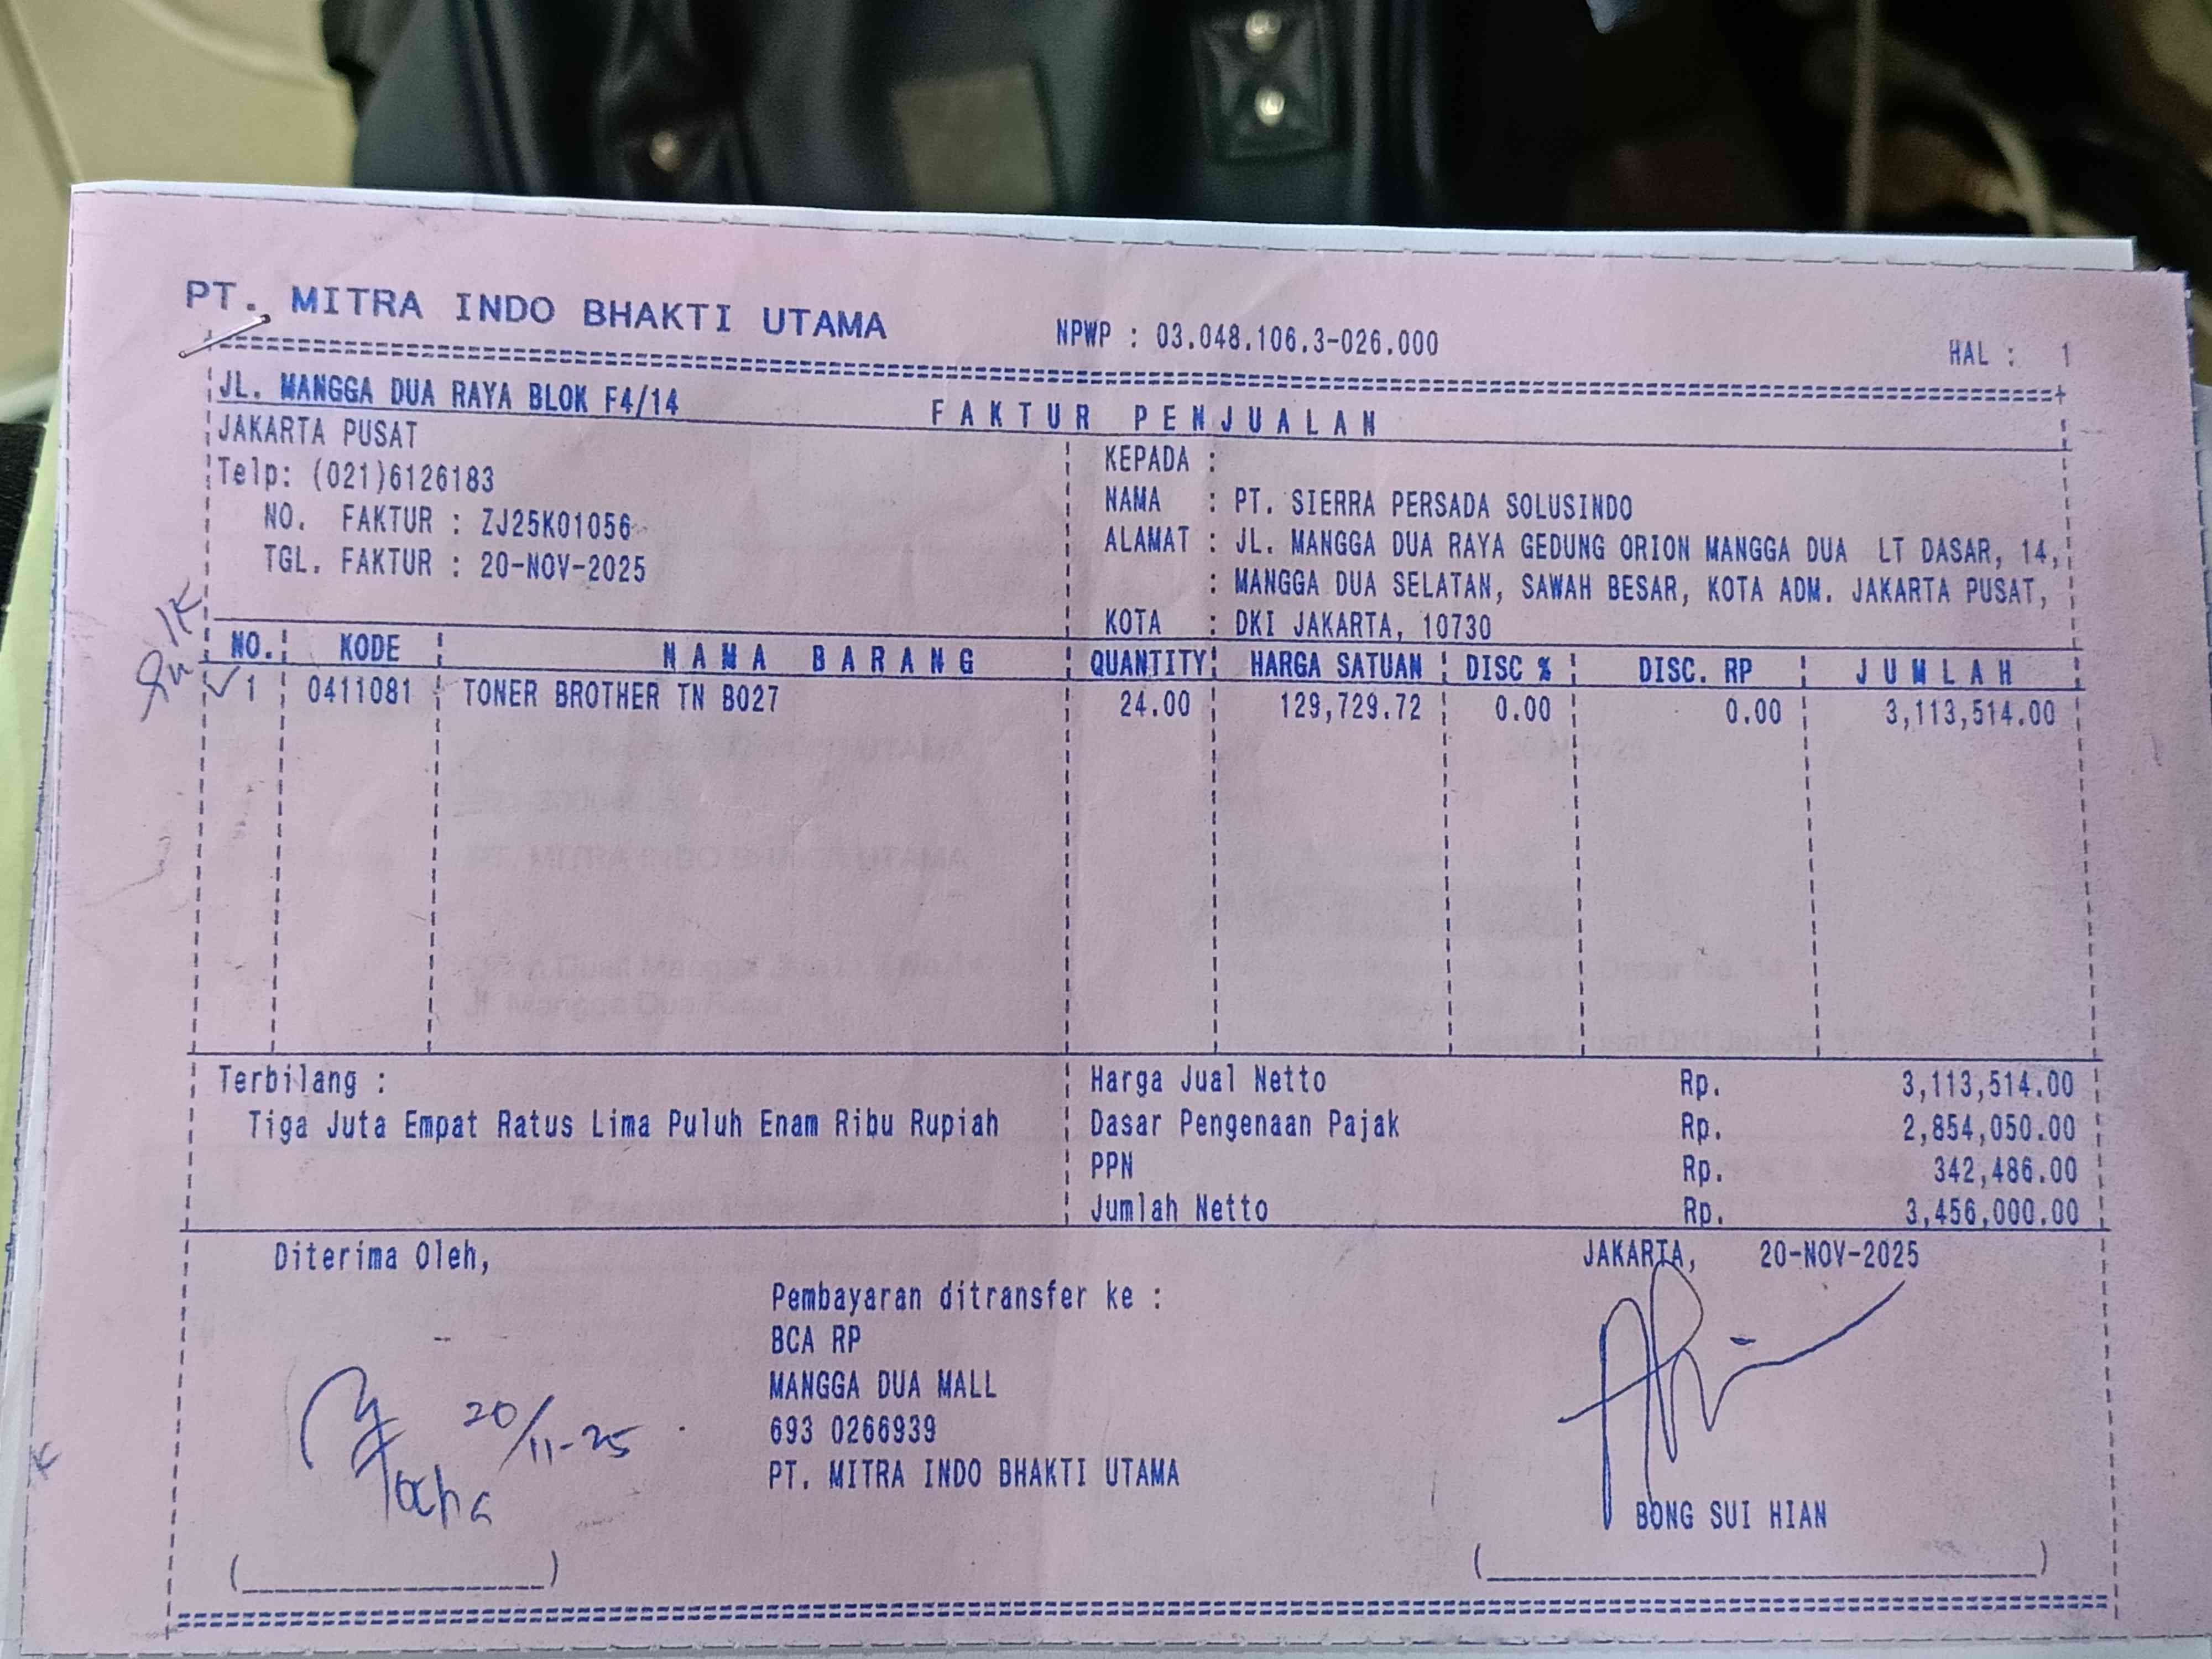 PT. MITRA INDO BHAKTI UTAMA
NPWP : 03.048.106.3-026.000
HAL : 1
JL. MANGGA DUA RAYA BLOK F4/14
FAKTUR PENJUALAN
JAKARTA PUSAT
Telp: (021)6126183
NO. FAKTUR : ZJ25K01056
TGL. FAKTUR : 20-NOV-2025
KEPADA :
NAMA : PT. SIERRA PERSADA SOLUSINDO
ALAMAT : JL. MANGGA DUA RAYA GEDUNG ORION MANGGA DUA LT DASAR, 14,
: MANGGA DUA SELATAN, SAWAH BESAR, KOTA ADM. JAKARTA PUSAT,
KOTA : DKI JAKARTA, 10730
NO. KODE NAMA BARANG QUANTITY HARGA SATUAN DISC % DISC. RP JUMLAH
1 0411081 TONER BROTHER TN B027 24.00 129,729.72 0.00 0.00 3,113,514.00
Terbilang :
Tiga Juta Empat Ratus Lima Puluh Enam Ribu Rupiah
Harga Jual Netto Rp. 3,113,514.00
Dasar Pengenaan Pajak Rp. 2,854,050.00
PPN Rp. 342,486.00
Jumlah Netto Rp. 3,456,000.00
Diterima Oleh,
20/11-25
Pembayaran ditransfer ke :
BCA RP
MANGGA DUA MALL
693 0266939
PT. MITRA INDO BHAKTI UTAMA
JAKARTA, 20-NOV-2025
BONG SUI HIAN